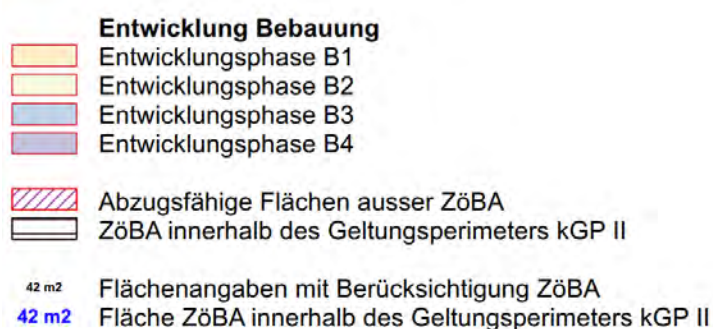 Entwicklung Bebauung
Entwicklungsphase B1
Entwicklungsphase B2
Entwicklungsphase B3
Entwicklungsphase B4
Abzugsfähige Flächen ausser ZöBA
ZöBA innerhalb des Geltungsperimeters kGP II
42 m2 Flächenangaben mit Berücksichtigung ZöBA
42 m2 Fläche ZöBA innerhalb des Geltungsperimeters kGP II